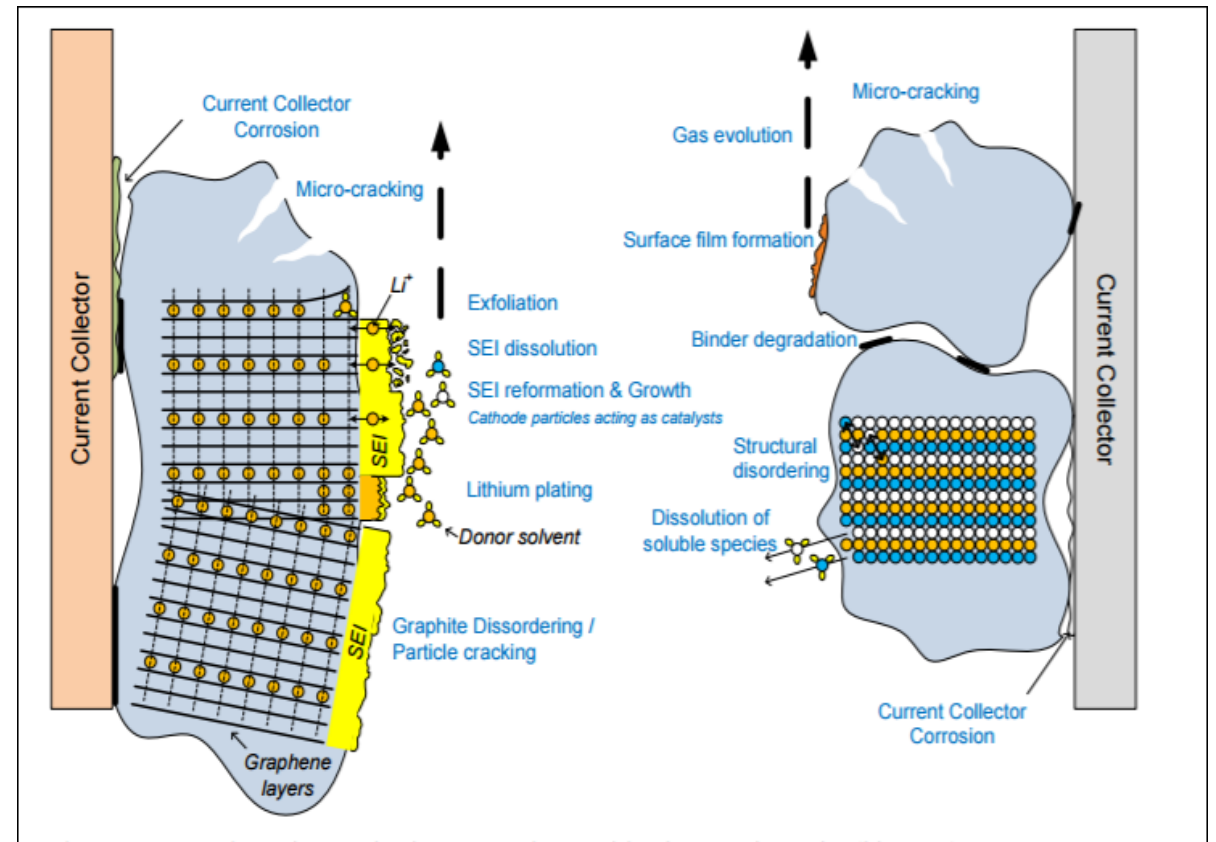 Current Collector
Current Collector
Corrosion
Micro-cracking
Li+
Exfoliation
SEI dissolution
SEI reformation & Growth
Cathode particles acting as catalysts
SEI
Lithium plating
Donor solvent
SEI
Graphite Dissordering /
Particle cracking
Graphene
layers
Micro-cracking
Gas evolution
Surface film formation
Binder degradation
Structural
disordering
Dissolution of
soluble species
Current Collector
Corrosion
Current Collector